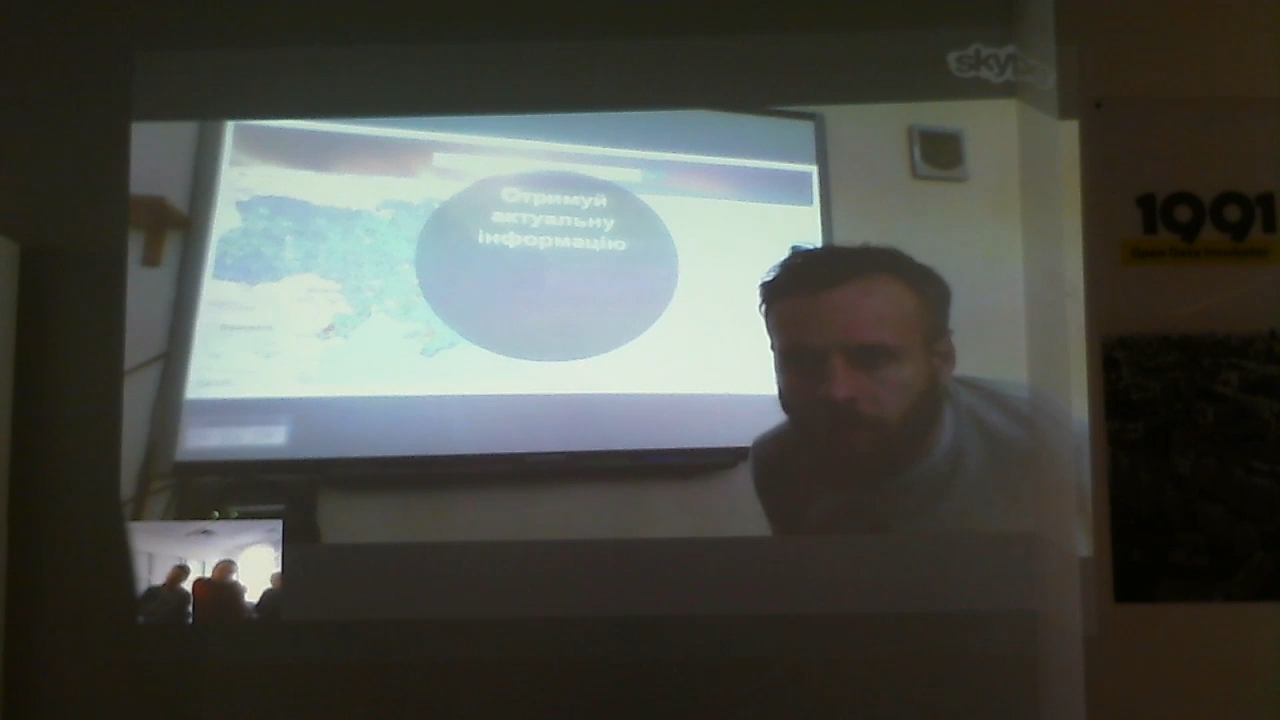 skype
Отримуй
актуальну
інформацію
1991